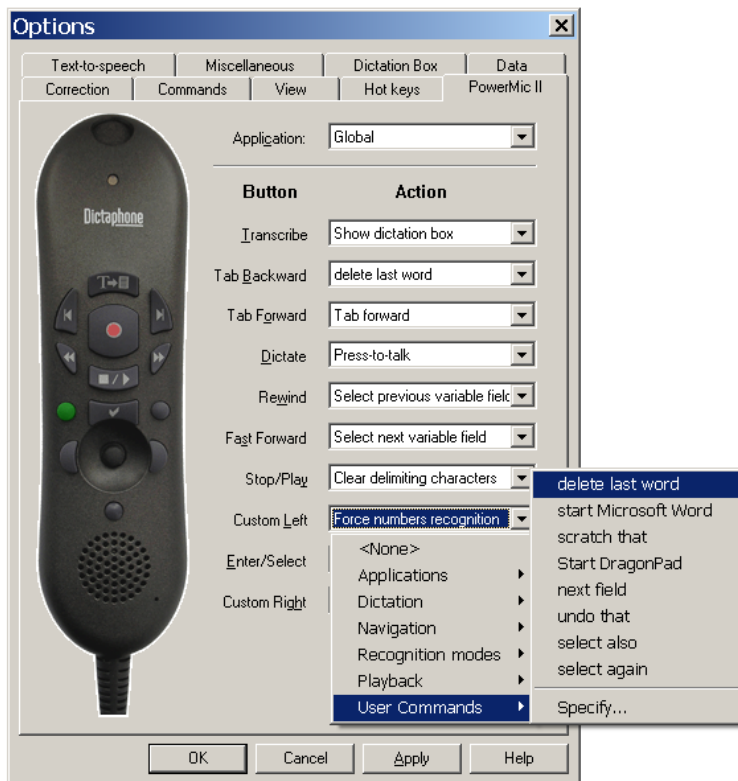 Options
Text-to-speech Miscellaneous Dictation Box Data
Correction Commands View Hot keys PowerMic II
Application: Global
Button Action
Dictaphone
Transcribe Show dictation box
T
Tab Backward delete last word
Tab Forward Tab forward
Dictate Press-to-talk
Rewind Select previous variable field
Fast Forward Select next variable field
Stop/Play Clear delimiting characters
Custom Left Force numbers recognition
Enter/Select
Custom Right
<None>
Applications
Dictation
Navigation
Recognition modes
Playback
User Commands
delete last word
start Microsoft Word
scratch that
Start DragonPad
next field
undo that
select also
select again
Specify...
OK Cancel Apply Help